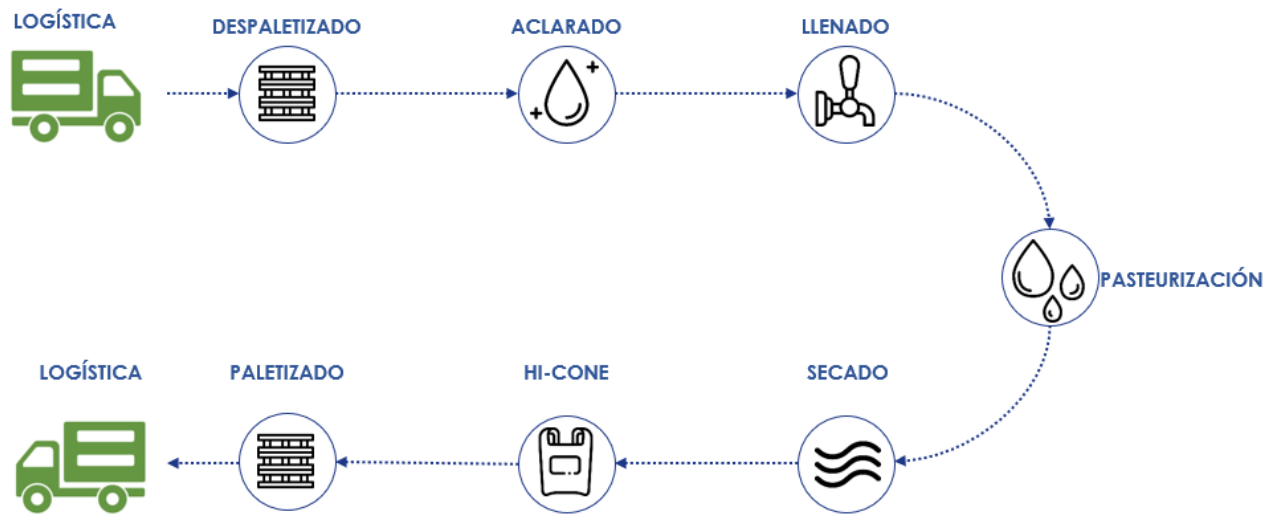 LOGÍSTICA
DESPALETIZADO
ACLARADO
LLENADO
PASTEURIZACIÓN
LOGÍSTICA
PALETIZADO
HI-CONE
SECADO